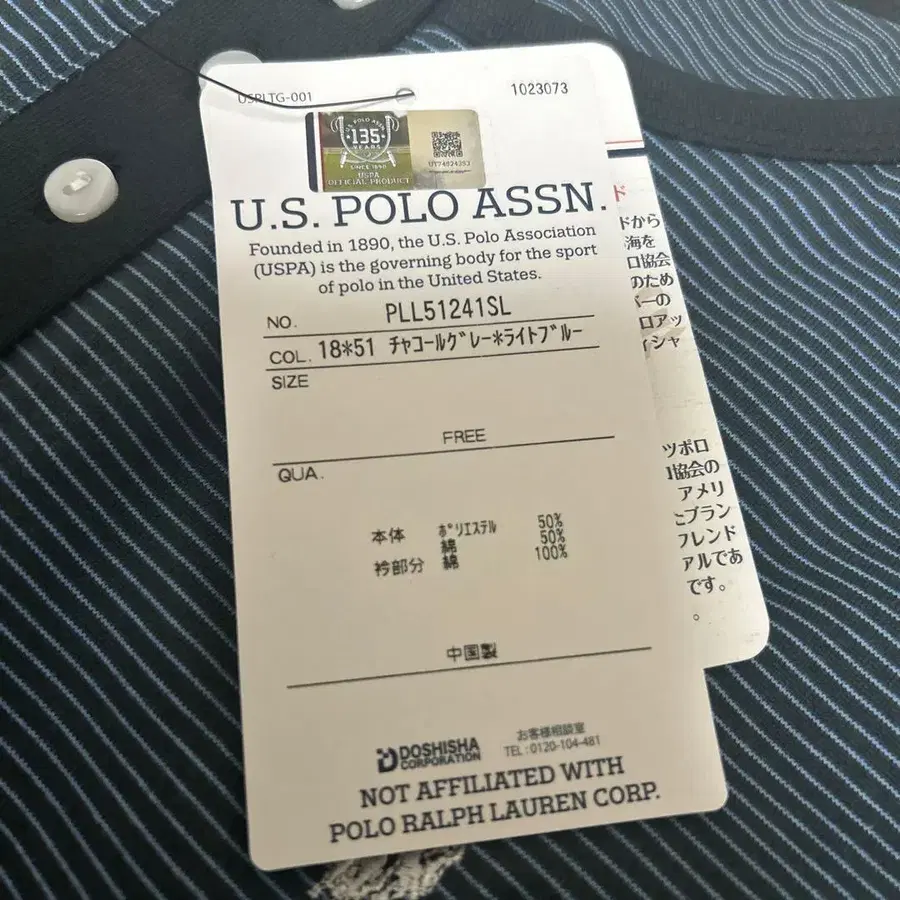 USPLTG-001
1023073
U.S. POLO ASSN.
135
YEARS
SINCE 1890
USPA
OFFICIAL PRODUCT
U.S. POLO ASSN.
Founded in 1890, the U.S. Polo Association
(USPA) is the governing body for the sport
of polo in the United States.
NO. PLL51241SL
COL. 18*51 ﾁｬｺｰﾙｸﾞﾚｰ*ﾗｲﾄﾌﾞﾙｰ
SIZE
FREE
QUA.
本体 ﾎﾟﾘｴｽﾃﾙ 50%
綿 50%
衿部分 綿 100%
中国製
DOSHISHA
CORPORATION
お客様相談室
TEL:0120-104-481
NOT AFFILIATED WITH
POLO RALPH LAUREN CORP.
ド
ドから
海を
ロ協会
のため
ーの
ロアッ
イシャ
ツポロ
協会の
アメリ
とブラン
フレンド
アルであ
です。
。